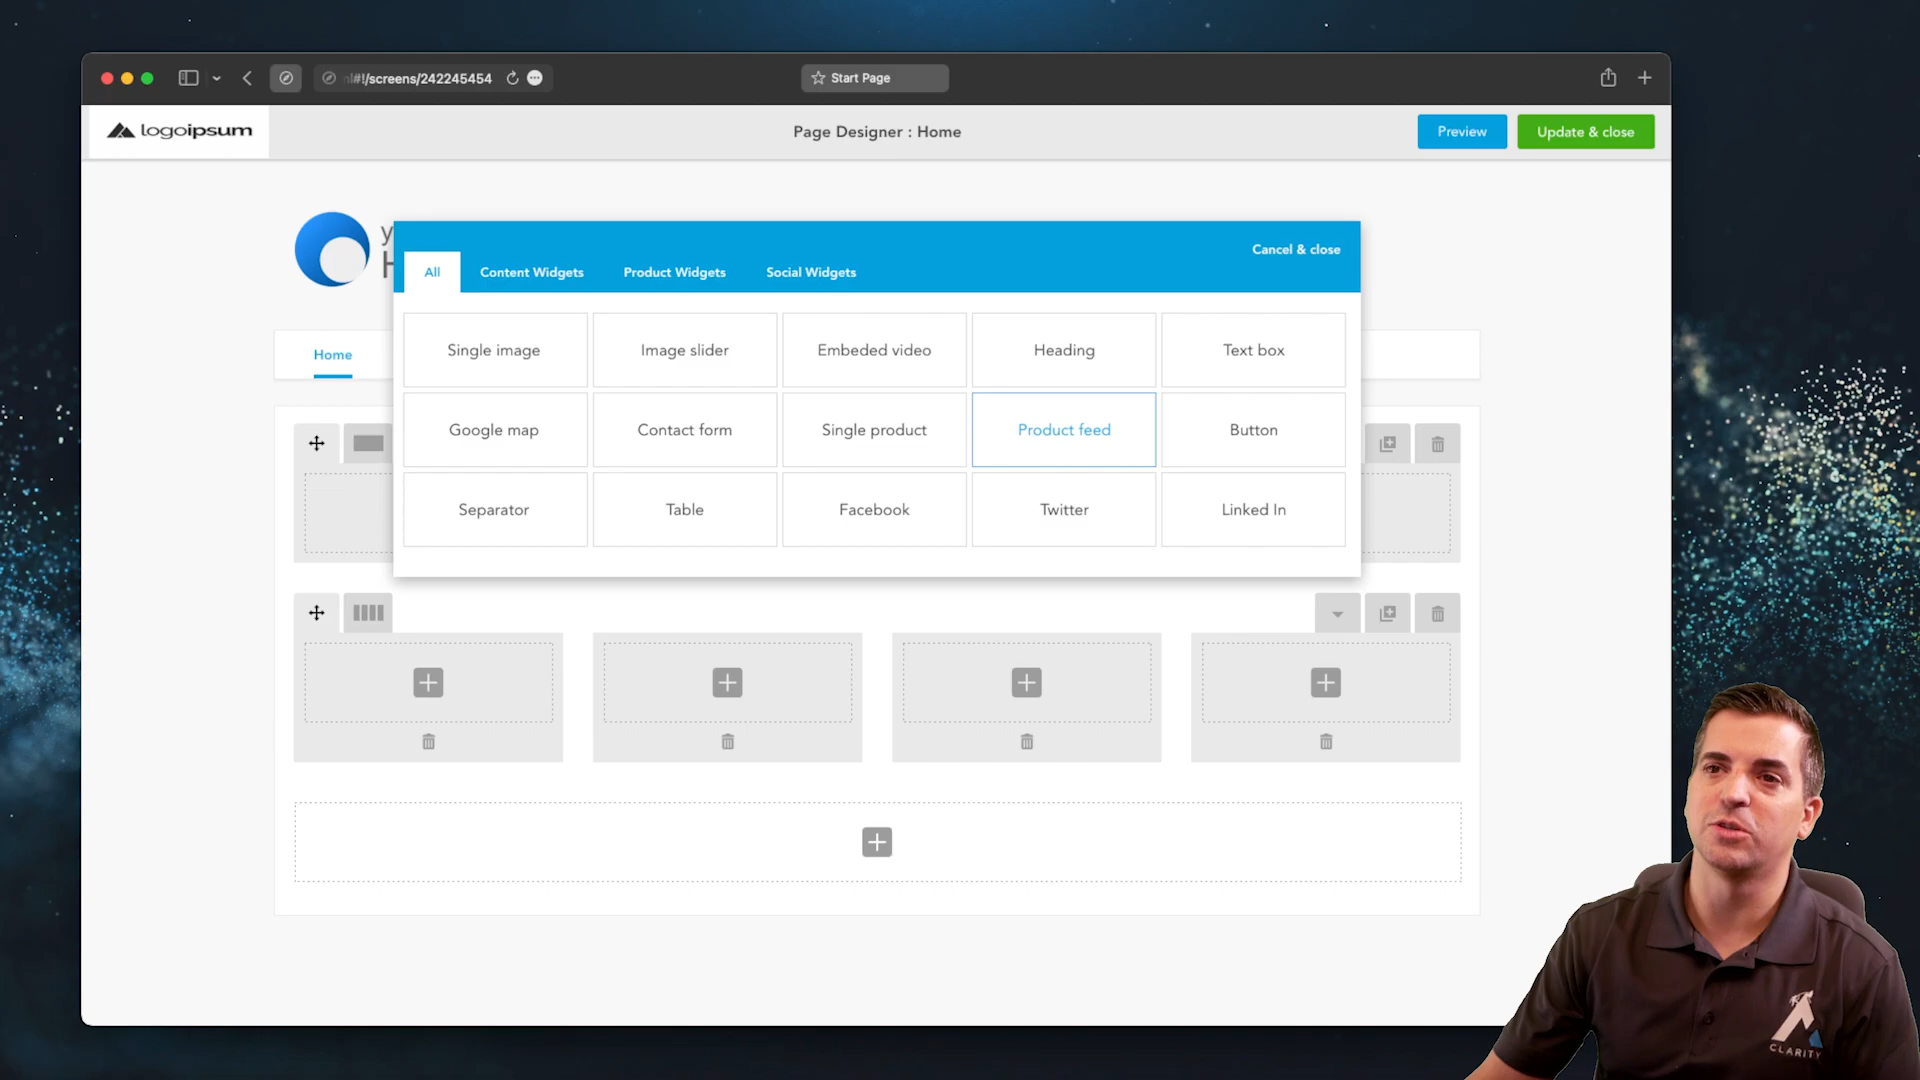 nl#!/screens/242245454
Start Page
logoipsum
Page Designer : Home
Preview
Update & close
y
H
Cancel & close
All
Content Widgets
Product Widgets
Social Widgets
Single image
Image slider
Embeded video
Heading
Text box
Home
Google map
Contact form
Single product
Product feed
Button
Separator
Table
Facebook
Twitter
Linked In
CLARITY